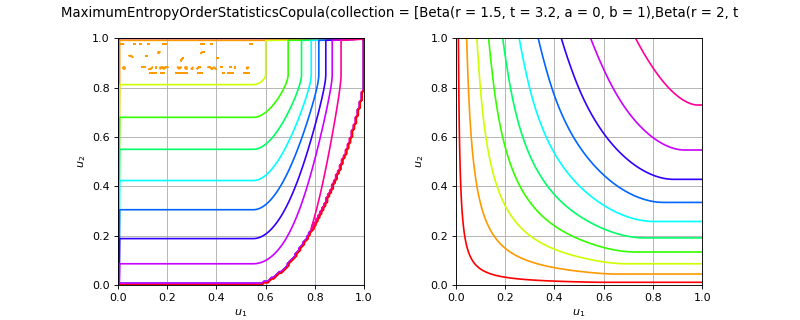 MaximumEntropyOrderStatisticsCopula(collection = [Beta(r = 1.5, t = 3.2, a = 0, b = 1),Beta(r = 2, t
1.0 1.0
0.8 0.8
0.6 0.6
u₂ u₂
0.4 0.4
0.2 0.2
0.0 0.0
0.0 0.2 0.4 0.6 0.8 1.0 0.0 0.2 0.4 0.6 0.8 1.0
u₁ u₁